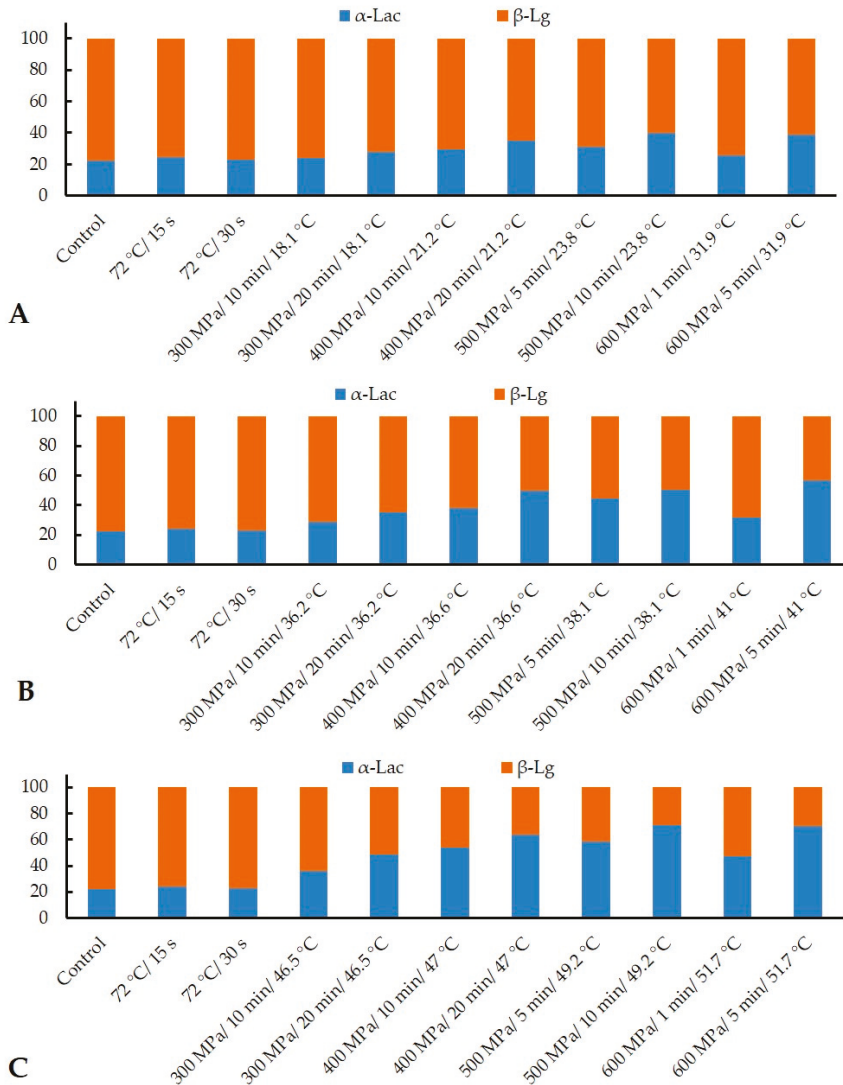 α-Lac β-Lg
100
80
60
40
20
0
Control
72 °C/ 15 s
72 °C/ 30 s
300 MPa/ 10 min/ 18.1 °C
300 MPa/ 20 min/ 18.1 °C
400 MPa/ 10 min/ 21.2 °C
400 MPa/ 20 min/ 21.2 °C
500 MPa/ 5 min/ 23.8 °C
500 MPa/ 10 min/ 23.8 °C
600 MPa/ 1 min/ 31.9 °C
600 MPa/ 5 min/ 31.9 °C
A
α-Lac β-Lg
100
80
60
40
20
0
Control
72 °C/ 15 s
72 °C/ 30 s
300 MPa/ 10 min/ 36.2 °C
300 MPa/ 20 min/ 36.2 °C
400 MPa/ 10 min/ 36.6 °C
400 MPa/ 20 min/ 36.6 °C
500 MPa/ 5 min/ 38.1 °C
500 MPa/ 10 min/ 38.1 °C
600 MPa/ 1 min/ 41 °C
600 MPa/ 5 min/ 41 °C
B
α-Lac β-Lg
100
80
60
40
20
0
Control
72 °C/ 15 s
72 °C/ 30 s
300 MPa/ 10 min/ 46.5 °C
300 MPa/ 20 min/ 46.5 °C
400 MPa/ 10 min/ 47 °C
400 MPa/ 20 min/ 47 °C
500 MPa/ 5 min/ 49.2 °C
500 MPa/ 10 min/ 49.2 °C
600 MPa/ 1 min/ 51.7 °C
600 MPa/ 5 min/ 51.7 °C
C